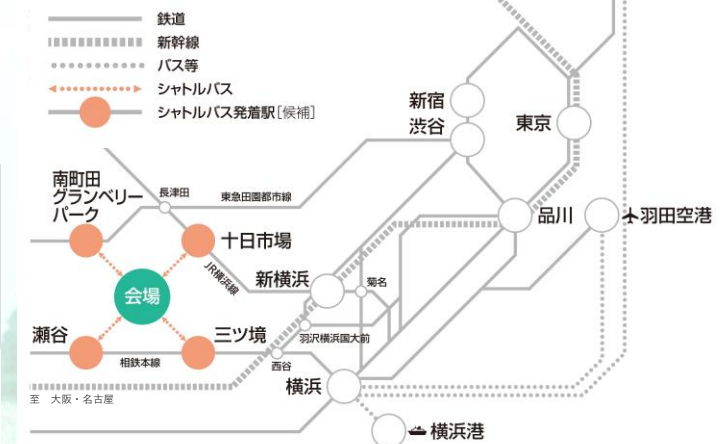 鉄道
新幹線
バス等
シャトルバス
シャトルバス発着駅[候補]
新宿
渋谷
東京
南町田
グランベリー
パーク
長津田
東急田園都市線
品川
羽田空港
十日市場
JR横浜線
新横浜
菊名
会場
瀬谷
三ツ境
羽沢横浜国大前
相鉄本線
西谷
横浜
至 大阪・名古屋
横浜港